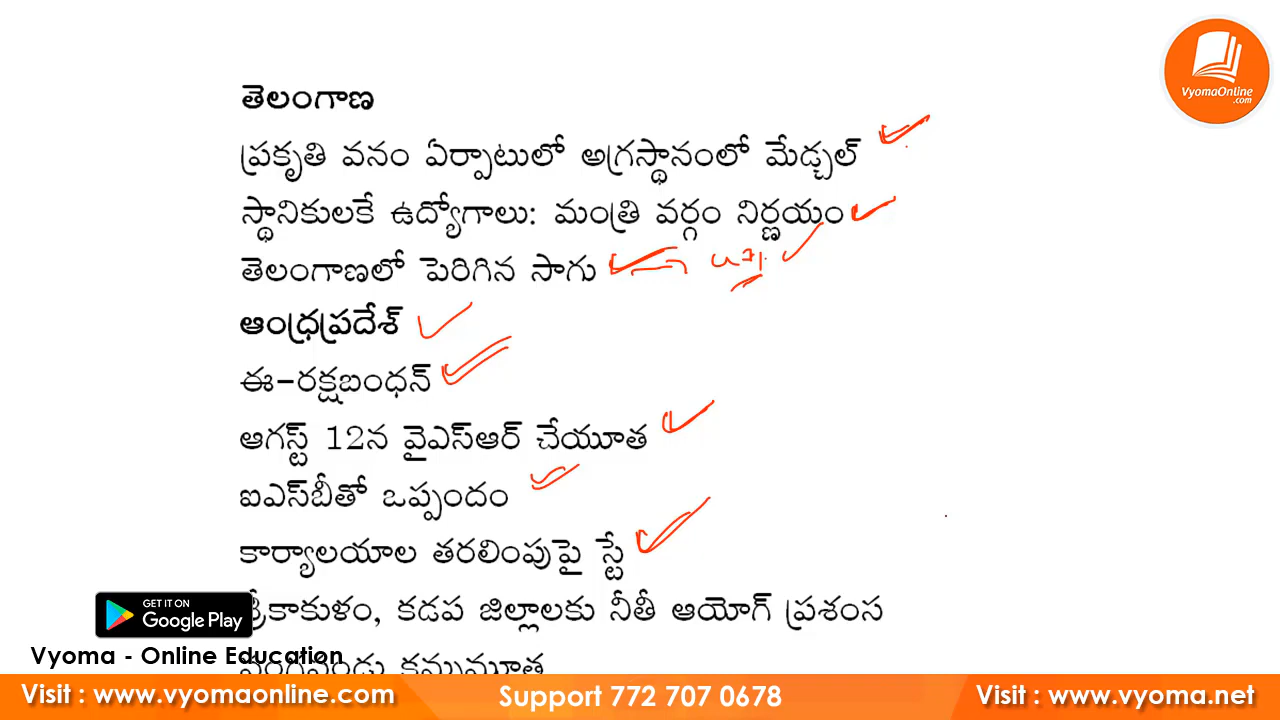 VyomaOnline
.com
తెలంగాణ
ప్రకృతి వనం ఏర్పాటులో అగ్రస్థానంలో మేడ్చల్
స్థానికులకే ఉద్యోగాలు: మంత్రి వర్గం నిర్ణయం
తెలంగాణలో పెరిగిన సాగు
ఆంధ్రప్రదేశ్
ఈ-రక్షబంధన్
ఆగస్ట్ 12న వైఎస్ఆర్ చేయూత
ఐఎస్‌బీతో ఒప్పందం
కార్యాలయాల తరలింపుపై స్టే
శ్రీకాకుళం, కడప జిల్లాలకు నీతీ ఆయోగ్ ప్రశంస
GET IT ON
Google Play
వంగపండు కన్నుమూత
Vyoma - Online Education
Visit : www.vyomaonline.com Support 772 707 0678 Visit : www.vyoma.net